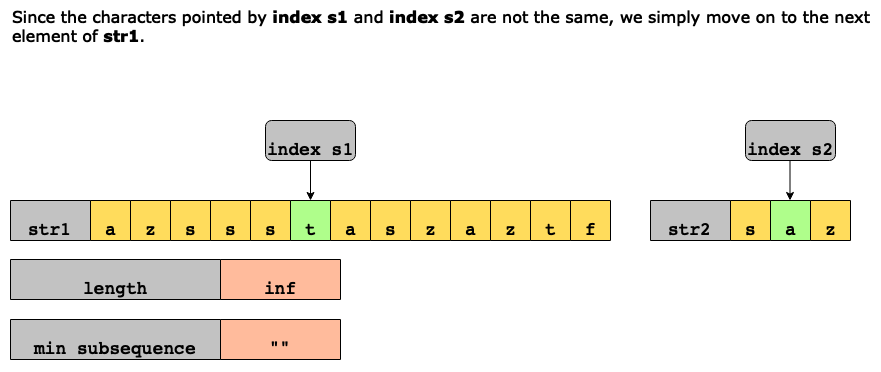 Since the characters pointed by index s1 and index s2 are not the same, we simply move on to the next
element of str1.
index s1 index s2
str1 a z s s s t a s z a z t f str2 s a z
length inf
min subsequence ""